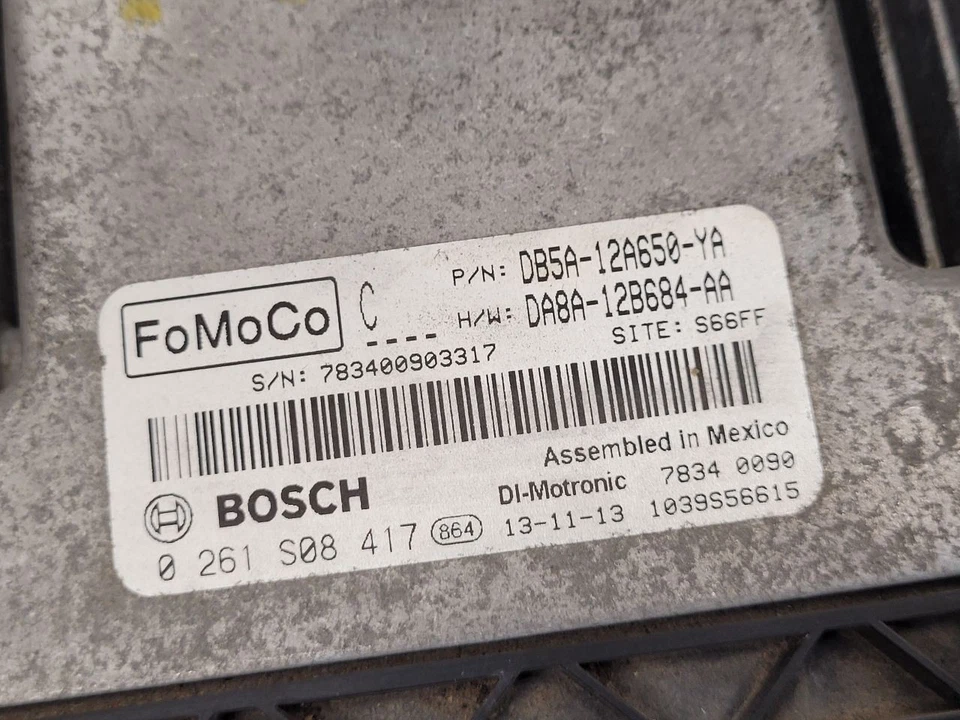 FoMoCo
C
----
P/N: DB5A-12A650-YA
H/W: DA8A-12B684-AA
SITE: S66FF
S/N: 783400903317
Assembled in Mexico
BOSCH
DI-Motronic 7834 0090
0 261 S08 417 864 13-11-13 1039S56615